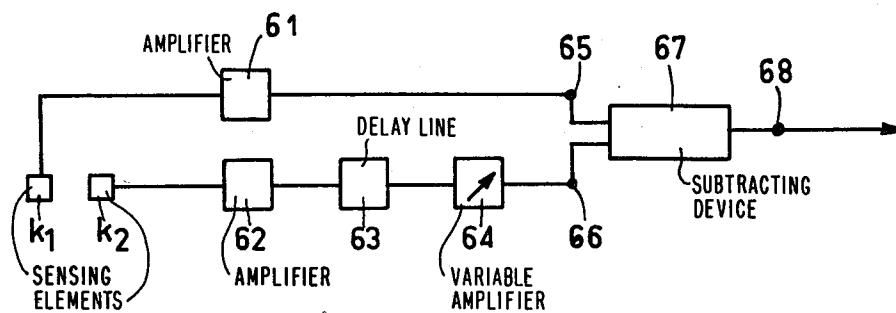 AMPLIFIER
61
65
67
68
DELAY LINE
SUBTRACTING
DEVICE
k1
k2
62
63
64
66
SENSING
ELEMENTS
AMPLIFIER
VARIABLE
AMPLIFIER